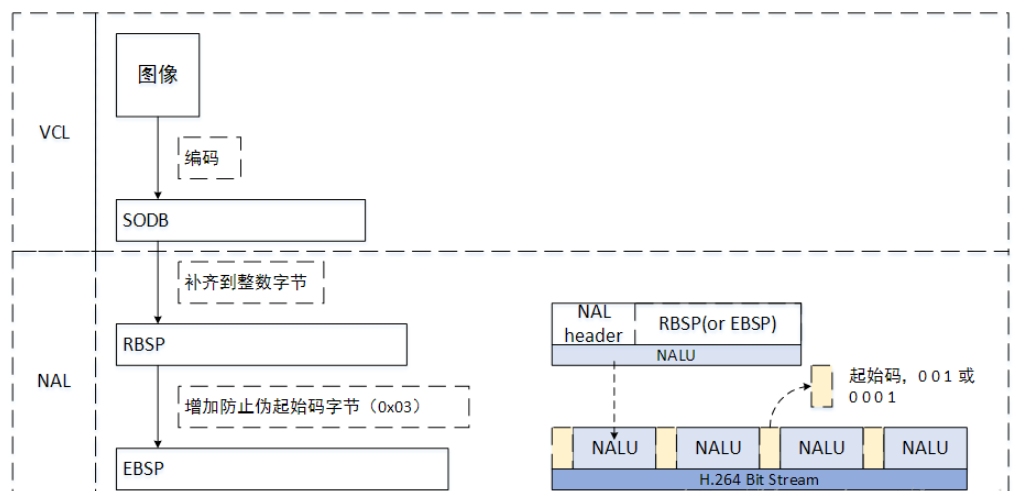 VCL
图像
编码
SODB
NAL
补齐到整数字节
RBSP
增加防止伪起始码字节（0x03）
EBSP
NAL
header
RBSP(or EBSP)
NALU
起始码，0 0 1 或
0 0 0 1
NALU
NALU
NALU
NALU
H.264 Bit Stream